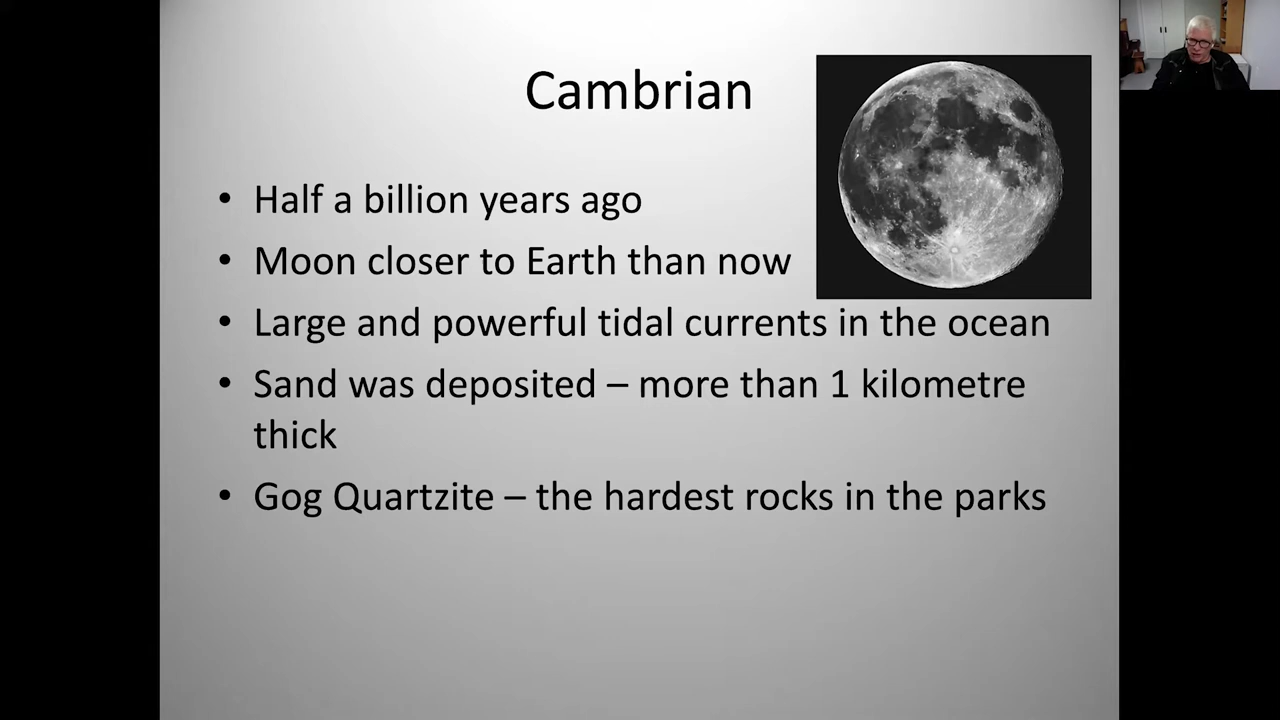 Cambrian
• Half a billion years ago
• Moon closer to Earth than now
• Large and powerful tidal currents in the ocean
• Sand was deposited – more than 1 kilometre
thick
• Gog Quartzite – the hardest rocks in the parks